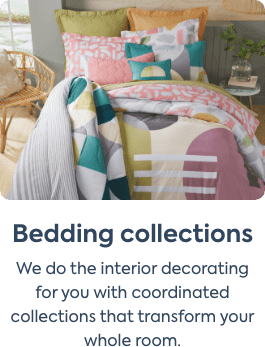 Bedding collections
We do the interior decorating
for you with coordinated
collections that transform your
whole room.